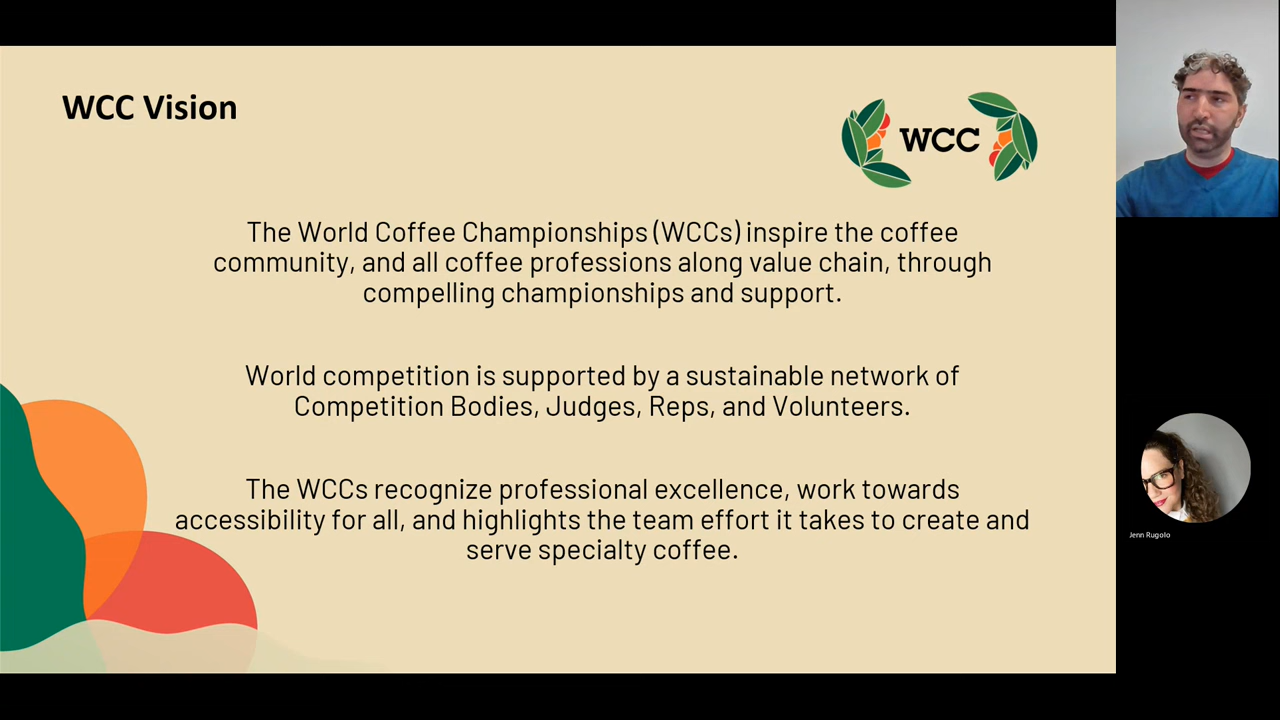 WCC Vision
WCC
The World Coffee Championships (WCCs) inspire the coffee
community, and all coffee professions along value chain, through
compelling championships and support.
World competition is supported by a sustainable network of
Competition Bodies, Judges, Reps, and Volunteers.
The WCCs recognize professional excellence, work towards
accessibility for all, and highlights the team effort it takes to create and
serve specialty coffee.
Jenn Rugolo